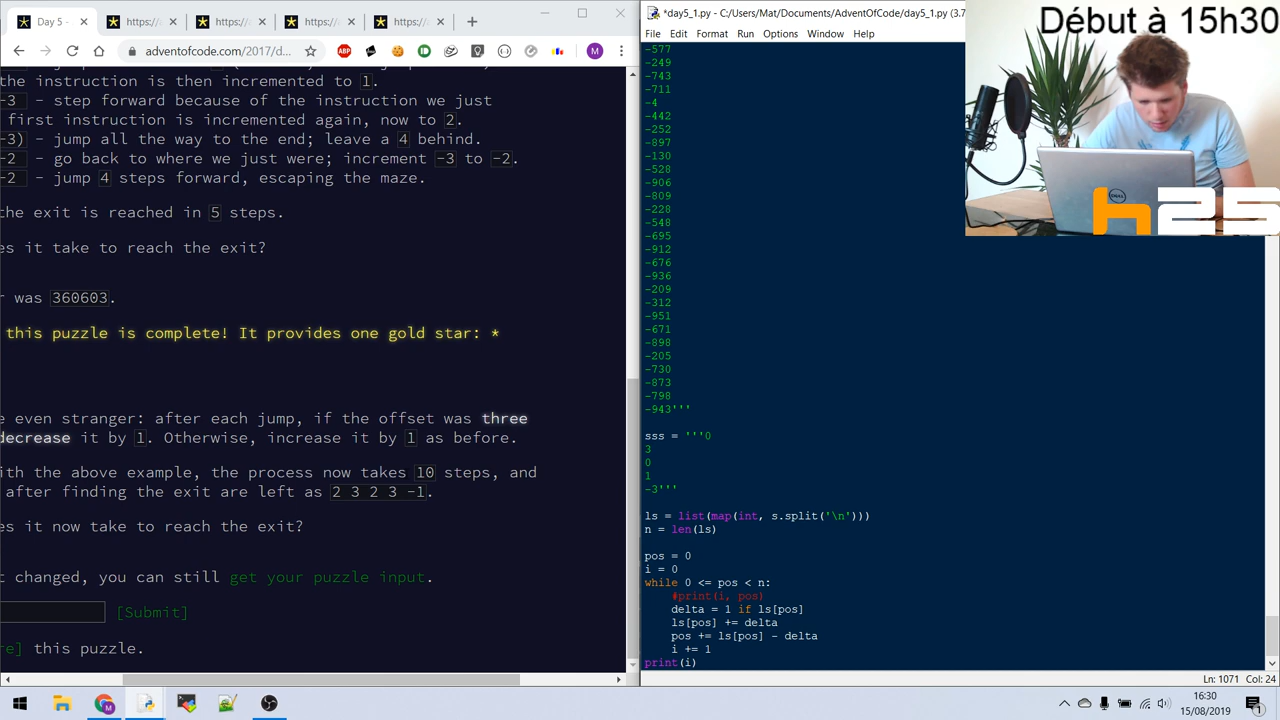 Day 5 -
https://
https://
https://
https://
adventofcode.com/2017/d
ABP
M
the instruction is then incremented to 1.
-3 - step forward because of the instruction we just
first instruction is incremented again, now to 2.
-3) - jump all the way to the end; leave a 4 behind.
-2 - go back to where we just were; increment -3 to -2.
-2 - jump 4 steps forward, escaping the maze.
the exit is reached in 5 steps.
es it take to reach the exit?
r was 360603.
this puzzle is complete! It provides one gold star: *
e even stranger: after each jump, if the offset was three
decrease it by 1. Otherwise, increase it by 1 as before.
ith the above example, the process now takes 10 steps, and
after finding the exit are left as 2 3 2 3 -1.
es it now take to reach the exit?
t changed, you can still get your puzzle input.
[Submit]
re] this puzzle.
*day5_1.py - C:/Users/Mat/Documents/AdventOfCode/day5_1.py (3.7
File Edit Format Run Options Window Help
-577
-249
-743
-711
-4
-442
-252
-897
-130
-528
-906
-809
-228
-548
-695
-912
-676
-936
-209
-312
-951
-671
-898
-205
-730
-873
-798
-943'''
sss = '''0
3
0
1
-3'''
ls = list(map(int, s.split('\n')))
n = len(ls)
pos = 0
i = 0
while 0 <= pos < n:
    #print(i, pos)
    delta = 1 if ls[pos]
    ls[pos] += delta
    pos += ls[pos] - delta
    i += 1
print(i)
Ln: 1071 Col: 24
Début à 15h30
DELL
h25
16:30
15/08/2019
1